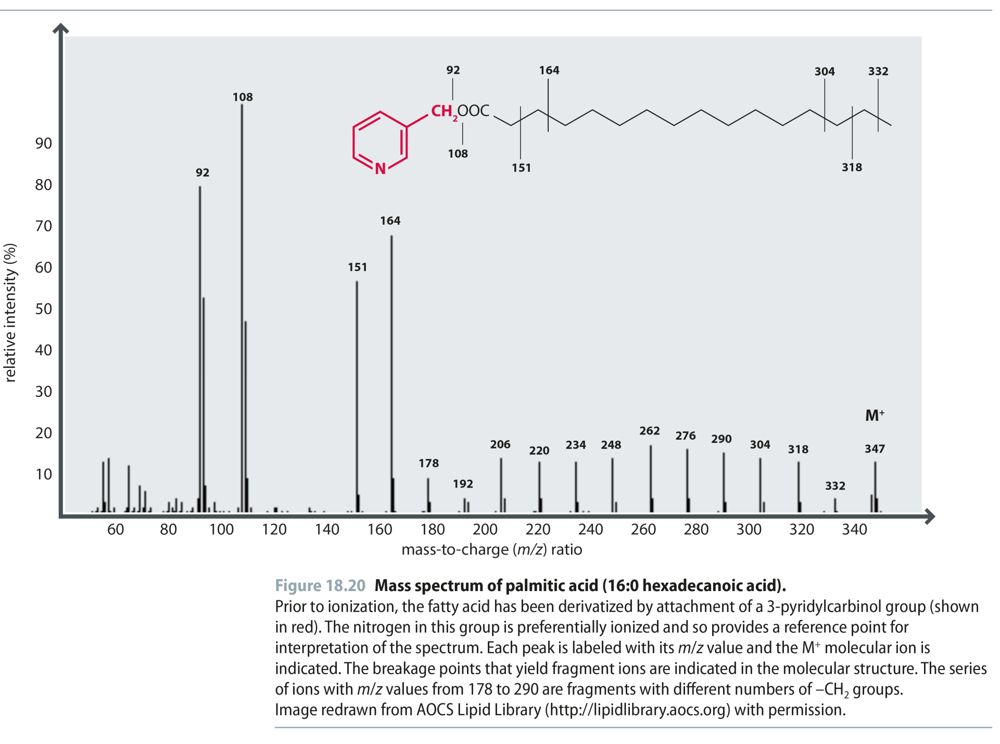 92
164
304
332
108
CH2OOC
90
108
151
318
N
92
80
164
70
151
60
50
40
30
M+
20
262
276
290
206
220
234
248
304
318
347
178
10
192
332
relative intensity (%)
60 80 100 120 140 160 180 200 220 240 260 280 300 320 340
mass-to-charge (m/z) ratio
Figure 18.20 Mass spectrum of palmitic acid (16:0 hexadecanoic acid).
Prior to ionization, the fatty acid has been derivatized by attachment of a 3-pyridylcarbinol group (shown
in red). The nitrogen in this group is preferentially ionized and so provides a reference point for
interpretation of the spectrum. Each peak is labeled with its m/z value and the M+ molecular ion is
indicated. The breakage points that yield fragment ions are indicated in the molecular structure. The series
of ions with m/z values from 178 to 290 are fragments with different numbers of –CH2 groups.
Image redrawn from AOCS Lipid Library (http://lipidlibrary.aocs.org) with permission.